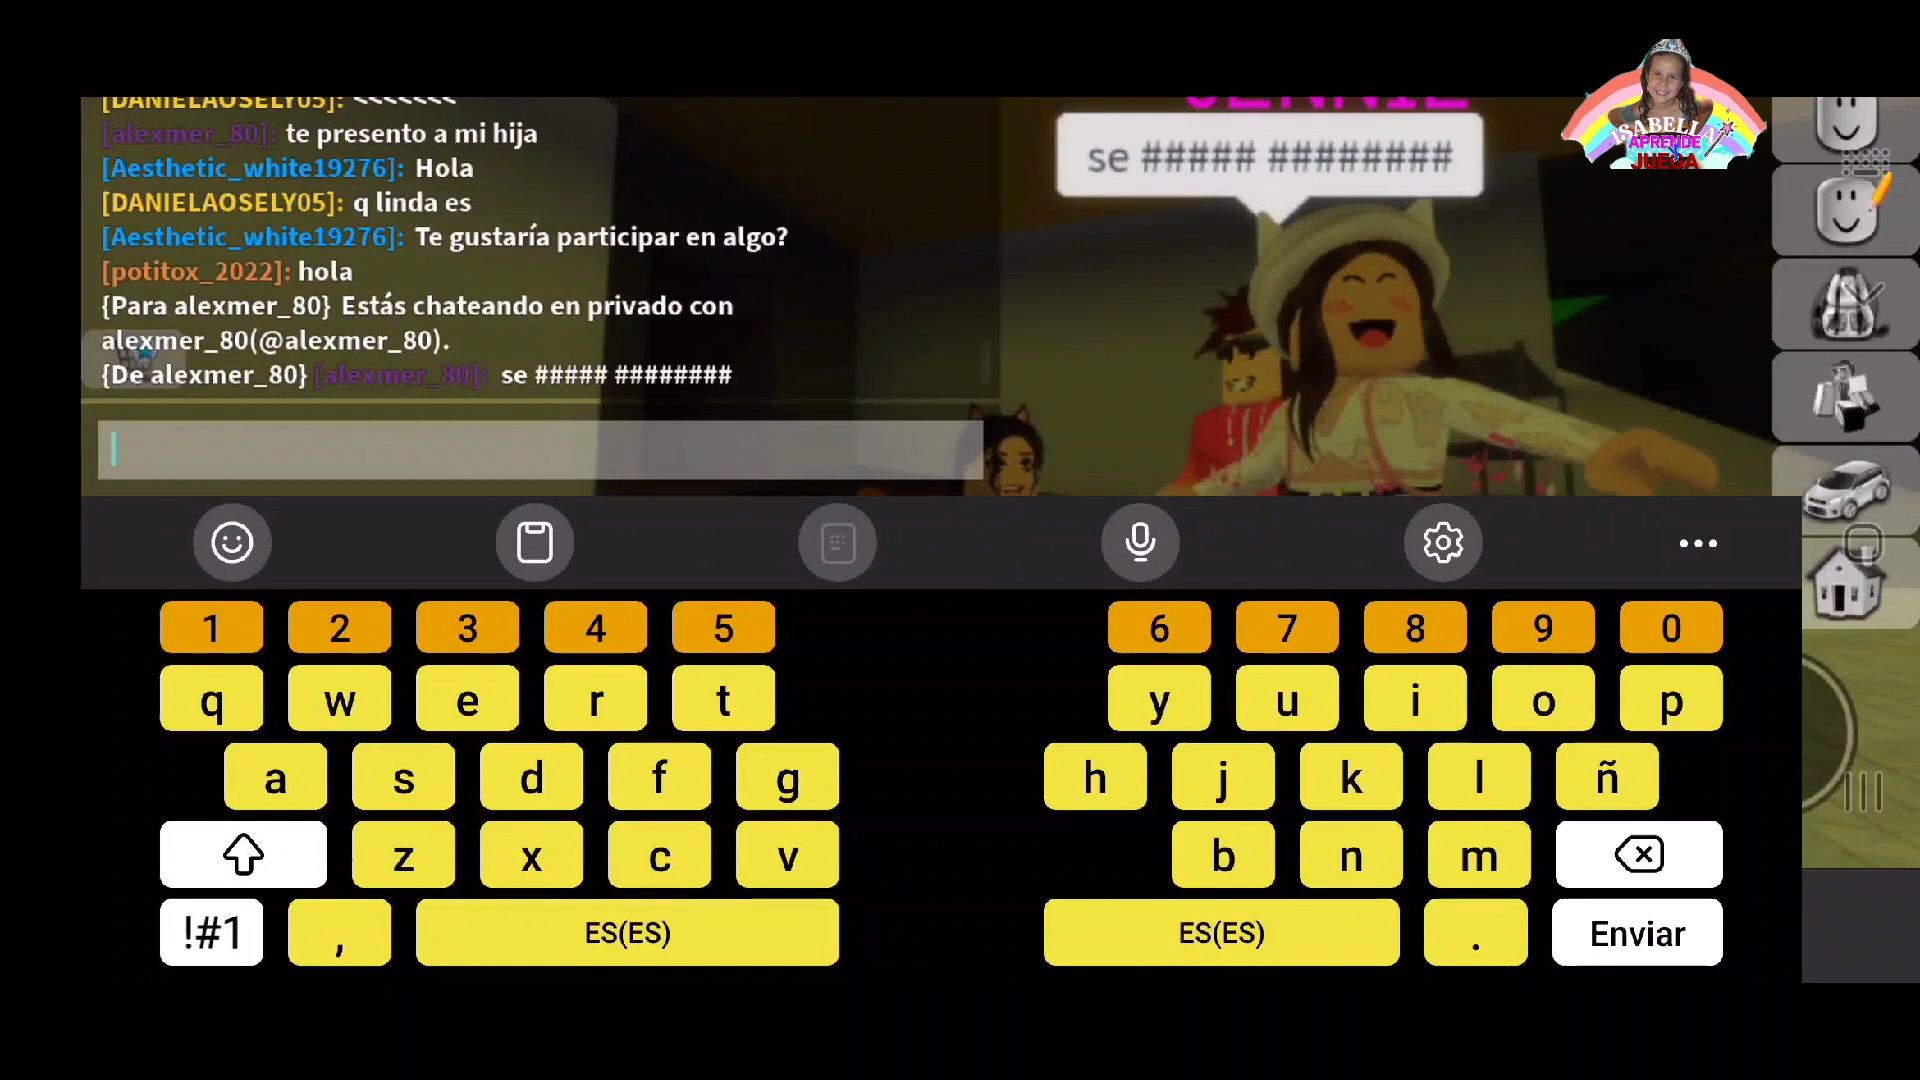 [DANIELAOSELY05]: <<<<<<<
[alexmer_80]: te presento a mi hija
[Aesthetic_white19276]: Hola
[DANIELAOSELY05]: q linda es
[Aesthetic_white19276]: Te gustaría participar en algo?
[potitox_2022]: hola
{Para alexmer_80} Estás chateando en privado con
alexmer_80(@alexmer_80).
{De alexmer_80} [alexmer_80]: se ##### ########
JENNIE
se ##### ########
ISABELLA
APRENDE
JUEGA
1 2 3 4 5 6 7 8 9 0
q w e r t y u i o p
a s d f g h j k l ñ
z x c v b n m
!#1 , ES(ES) ES(ES) . Enviar